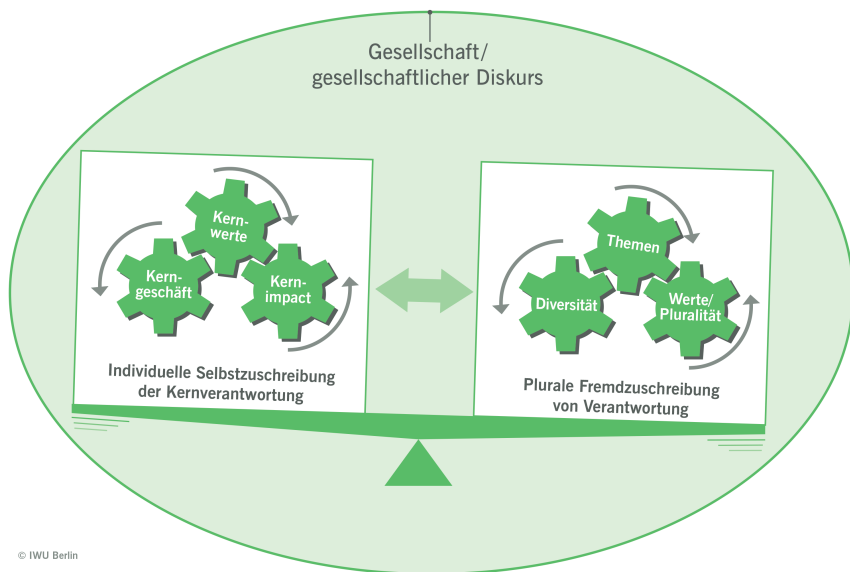 Gesellschaft/
gesellschaftlicher Diskurs
Kern-
werte
Kern-
geschäft
Kern-
impact
Individuelle Selbstzuschreibung
der Kernverantwortung
Themen
Diversität
Werte/
Pluralität
Plurale Fremdzuschreibung
von Verantwortung
© IWU Berlin